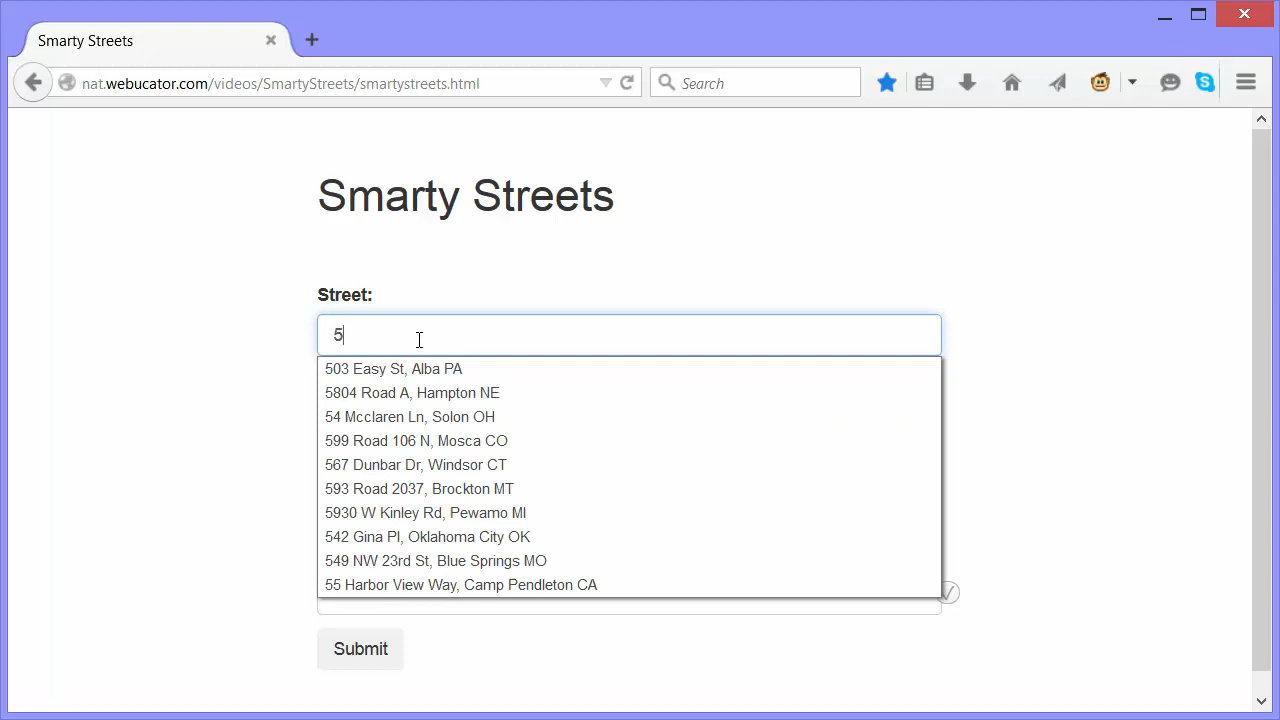 Smarty Streets
nat.webucator.com/videos/SmartyStreets/smartystreets.html
Search
Smarty Streets
Street:
5
503 Easy St, Alba PA
5804 Road A, Hampton NE
54 Mcclaren Ln, Solon OH
599 Road 106 N, Mosca CO
567 Dunbar Dr, Windsor CT
593 Road 2037, Brockton MT
5930 W Kinley Rd, Pewamo MI
542 Gina Pl, Oklahoma City OK
549 NW 23rd St, Blue Springs MO
55 Harbor View Way, Camp Pendleton CA
Submit